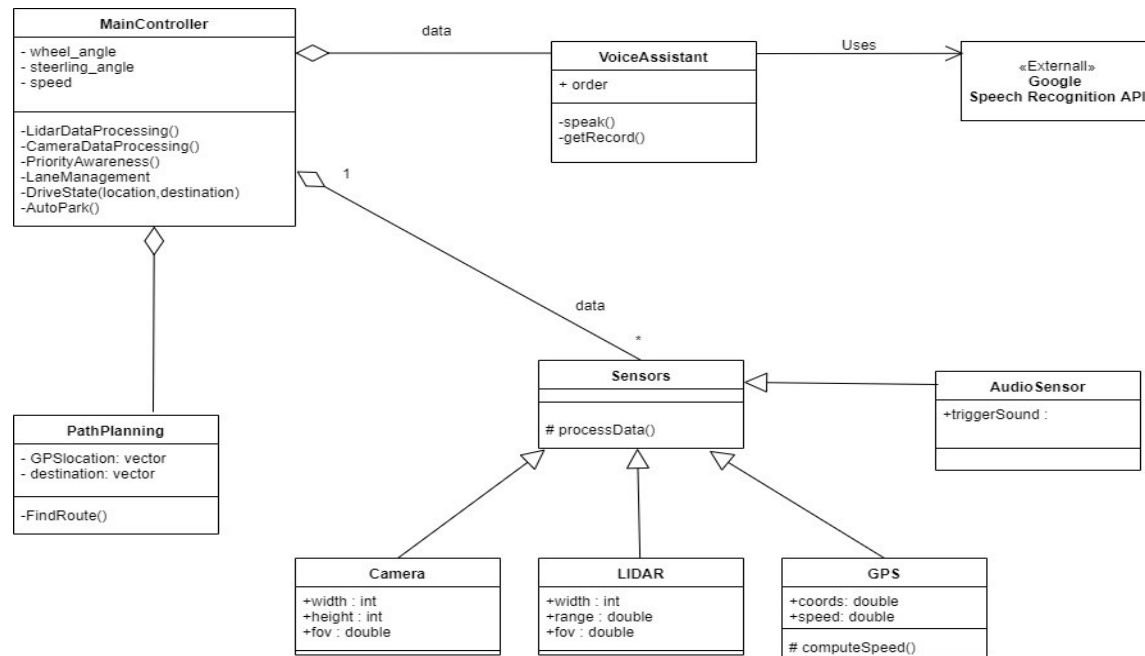 MainController
- wheel_angle
- steerling_angle
- speed
-LidarDataProcessing()
-CameraDataProcessing()
-PriorityAwareness()
-LaneManagement
-DriveState(location,destination)
-AutoPark()
data
VoiceAssistant
+ order
-speak()
-getRecord()
Uses
«Externall»
Google
Speech Recognition API
1
data
*
Sensors
# processData()
AudioSensor
+triggerSound :
PathPlanning
- GPSlocation: vector
- destination: vector
-FindRoute()
Camera
+width : int
+height : int
+fov : double
LIDAR
+width : int
+range : double
+fov : double
GPS
+coords: double
+speed: double
# computeSpeed()